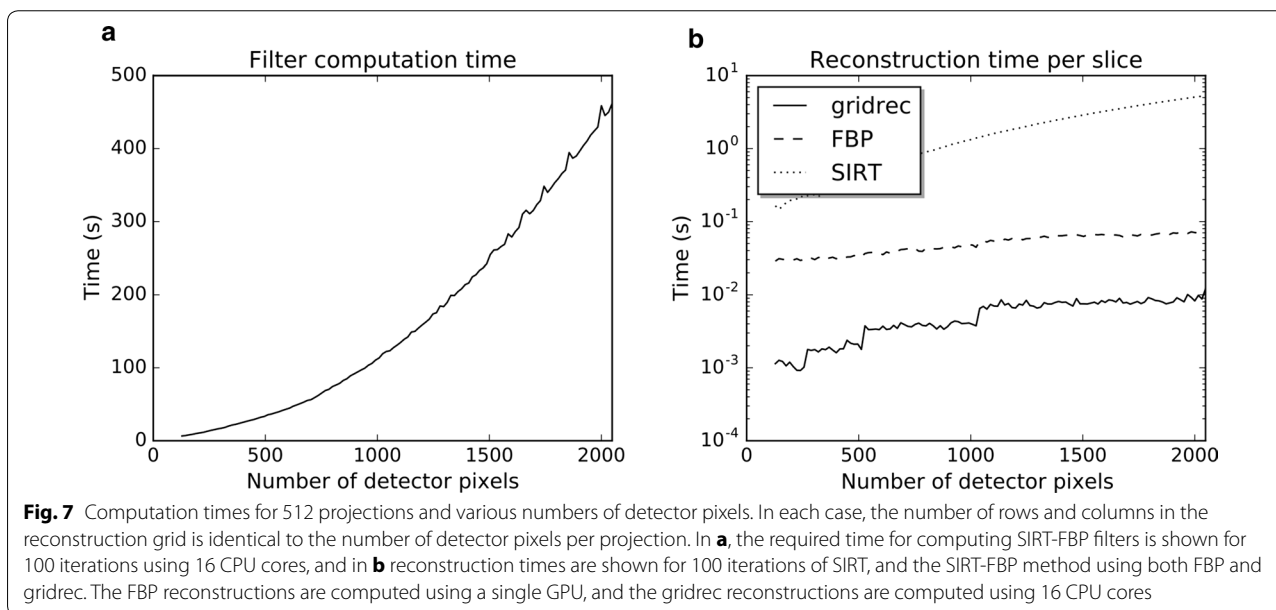 a
Filter computation time
500
400
300
200
100
0
Time (s)
0 500 1000 1500 2000
Number of detector pixels
b
Reconstruction time per slice
gridrec
FBP
SIRT
10^1
10^0
10^-1
10^-2
10^-3
10^-4
Time (s)
0 500 1000 1500 2000
Number of detector pixels
Fig. 7 Computation times for 512 projections and various numbers of detector pixels. In each case, the number of rows and columns in the
reconstruction grid is identical to the number of detector pixels per projection. In a, the required time for computing SIRT-FBP filters is shown for
100 iterations using 16 CPU cores, and in b reconstruction times are shown for 100 iterations of SIRT, and the SIRT-FBP method using both FBP and
gridrec. The FBP reconstructions are computed using a single GPU, and the gridrec reconstructions are computed using 16 CPU cores